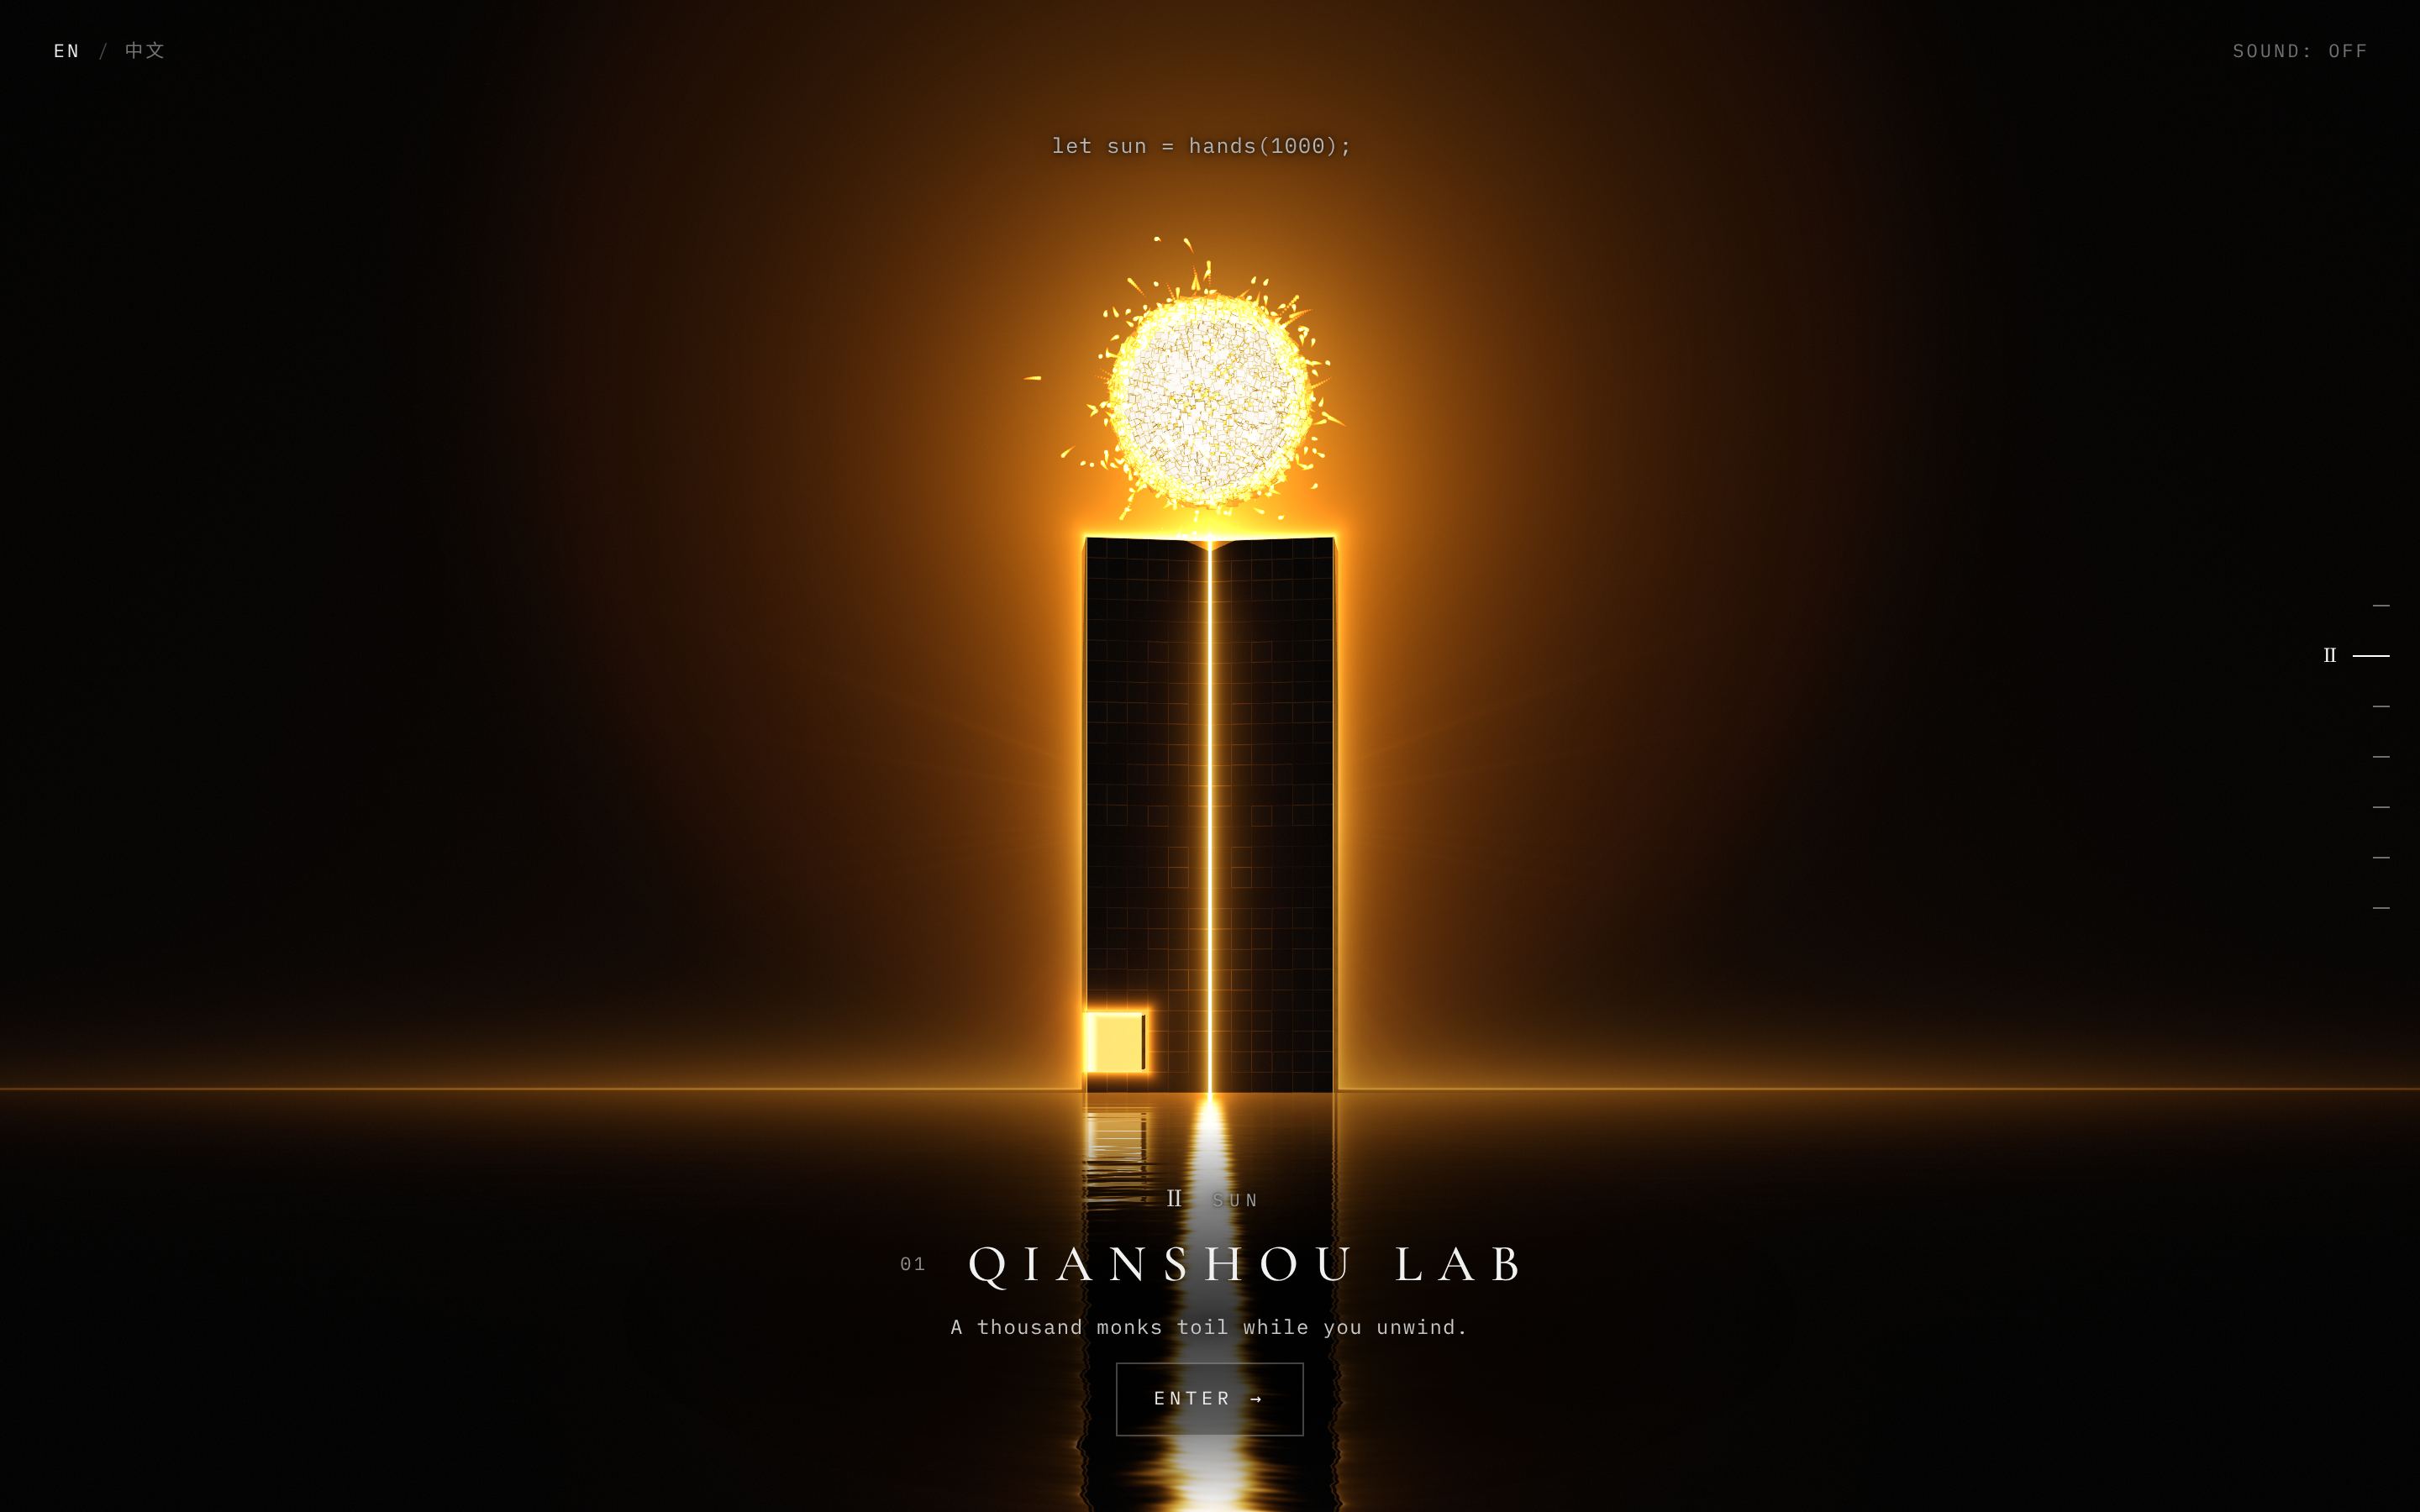 EN / 中文
SOUND: OFF
let sun = hands(1000);
II
II SUN
01 QIANSHOU LAB
A thousand monks toil while you unwind.
ENTER →